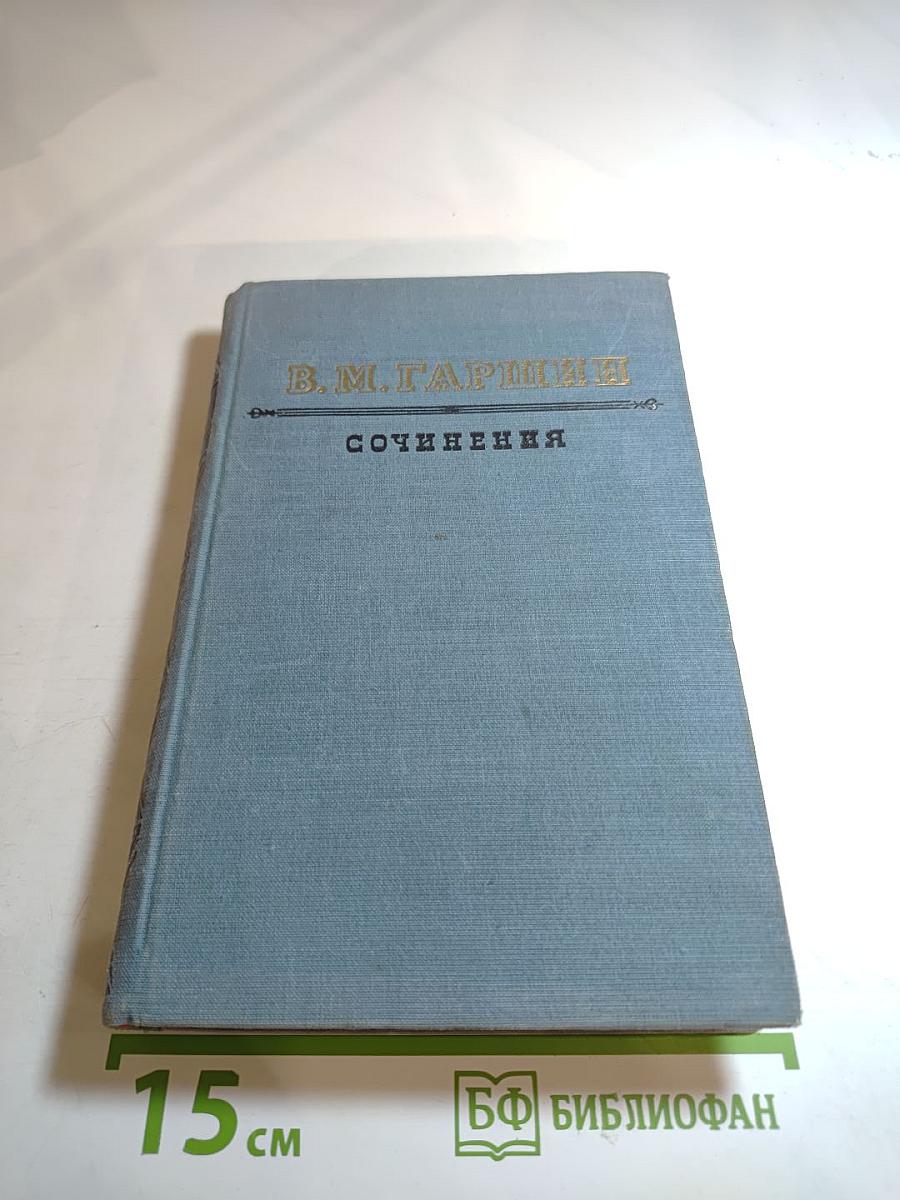 В. М. ГАРШИН
СОЧИНЕНИЯ
15 см
БФ БИБЛИОФАН